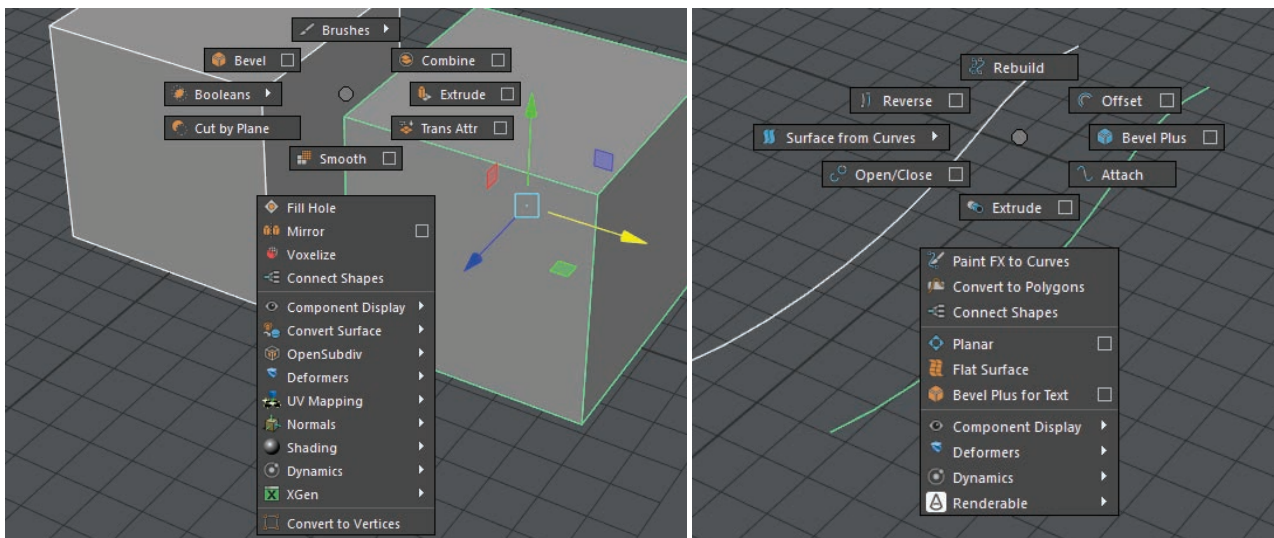 Brushes
Bevel
Combine
Booleans
Extrude
Cut by Plane
Trans Attr
Smooth
Fill Hole
Mirror
Voxelize
Connect Shapes
Component Display
Convert Surface
OpenSubdiv
Deformers
UV Mapping
Normals
Shading
Dynamics
XGen
Convert to Vertices
Rebuild
Reverse
Offset
Surface from Curves
Bevel Plus
Open/Close
Attach
Extrude
Paint FX to Curves
Convert to Polygons
Connect Shapes
Planar
Flat Surface
Bevel Plus for Text
Component Display
Deformers
Dynamics
Renderable